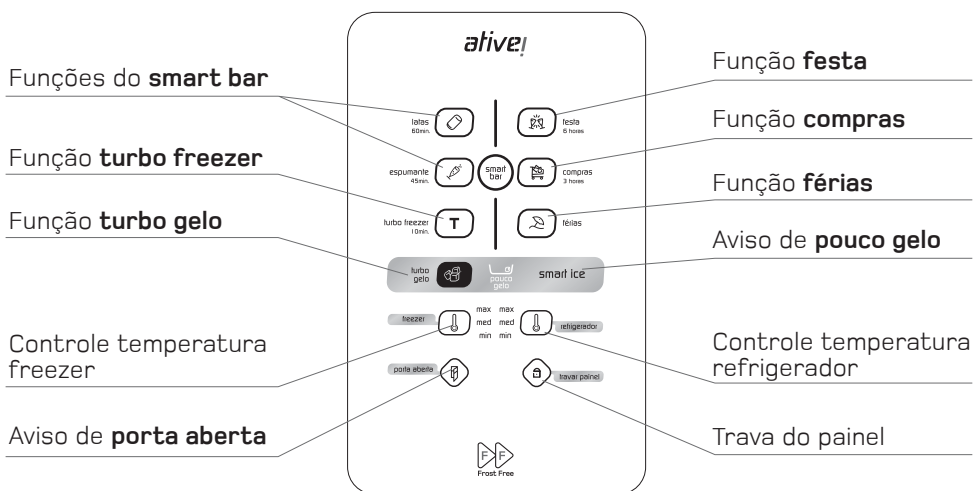 ative!
Funções do smart bar
Função turbo freezer
Função turbo gelo
Controle temperatura
freezer
Aviso de porta aberta
latas
60min.
espumante
45min.
turbo freezer
10min.
smart
bar
festa
6 horas
compras
3 horas
T
férias
turbo
gelo
pouco
gelo
smart ice
freezer
max max
med med
min min
refrigerador
porta aberta
travar painel
F F
Frost Free
Função festa
Função compras
Função férias
Aviso de pouco gelo
Controle temperatura
refrigerador
Trava do painel